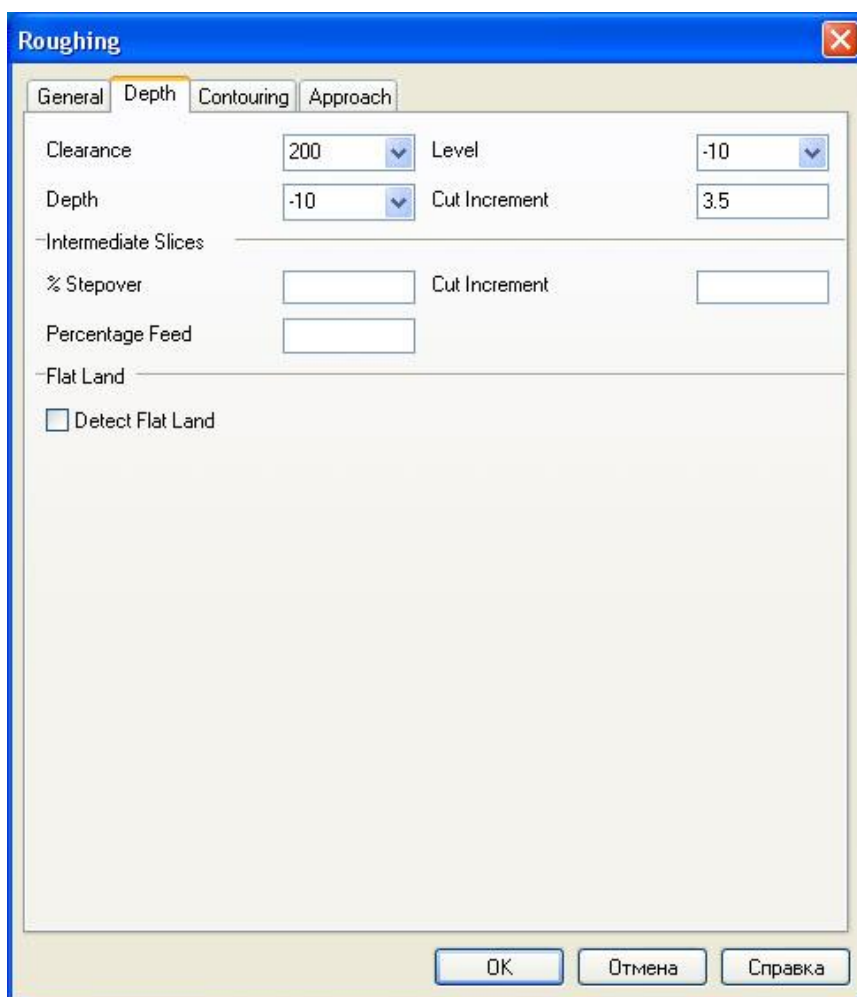 Roughing
General Depth Contouring Approach
Clearance 200 Level -10
Depth -10 Cut Increment 3.5
Intermediate Slices
% Stepover Cut Increment
Percentage Feed
Flat Land
Detect Flat Land
OK Отмена Справка